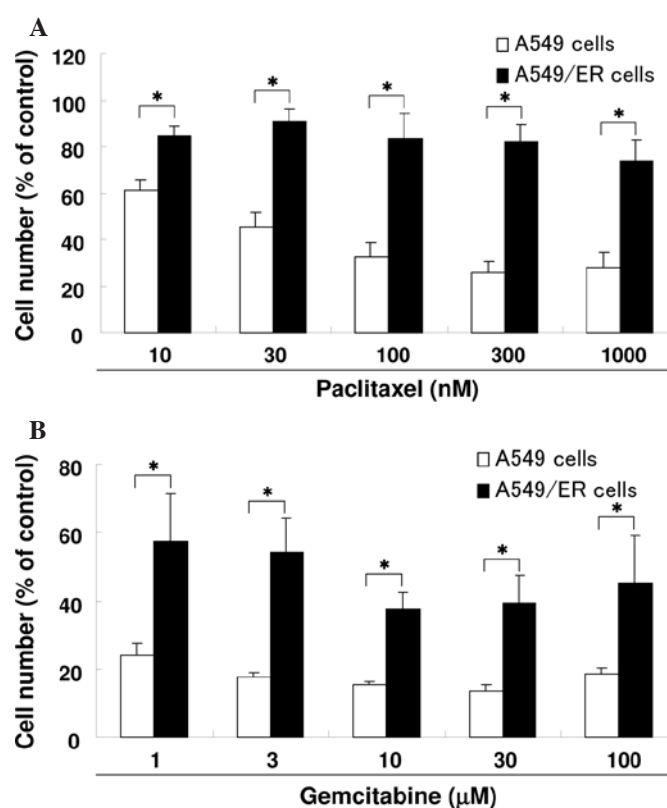 A
120
100
80
60
40
20
0
Cell number (% of control)
A549 cells
A549/ER cells
* * * * *
10 30 100 300 1000
Paclitaxel (nM)
B
80
60
40
20
0
Cell number (% of control)
A549 cells
A549/ER cells
* * * * *
1 3 10 30 100
Gemcitabine (μM)